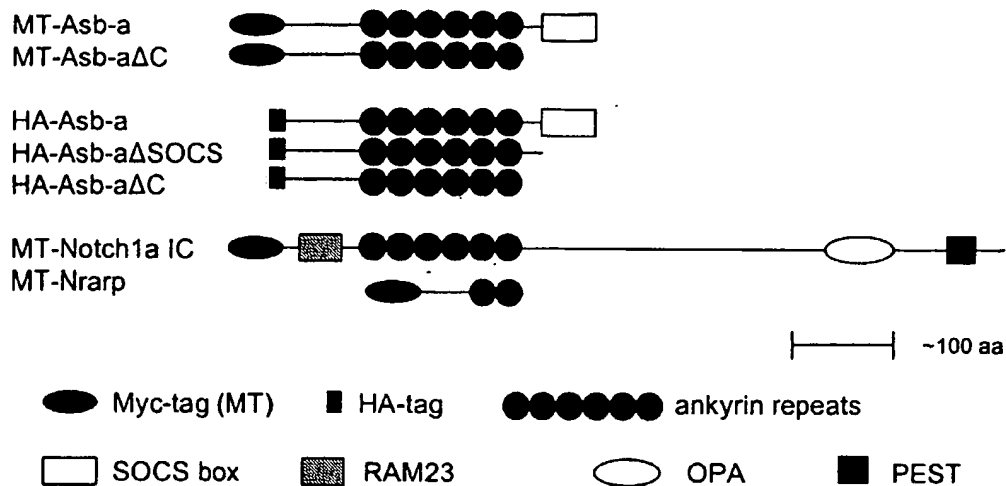 MT-Asb-a
MT-Asb-aΔC
HA-Asb-a
HA-Asb-aΔSOCS
HA-Asb-aΔC
MT-Notch1a IC
MT-Nrarp
~100 aa
Myc-tag (MT) HA-tag ankyrin repeats
SOCS box RAM23 OPA PEST